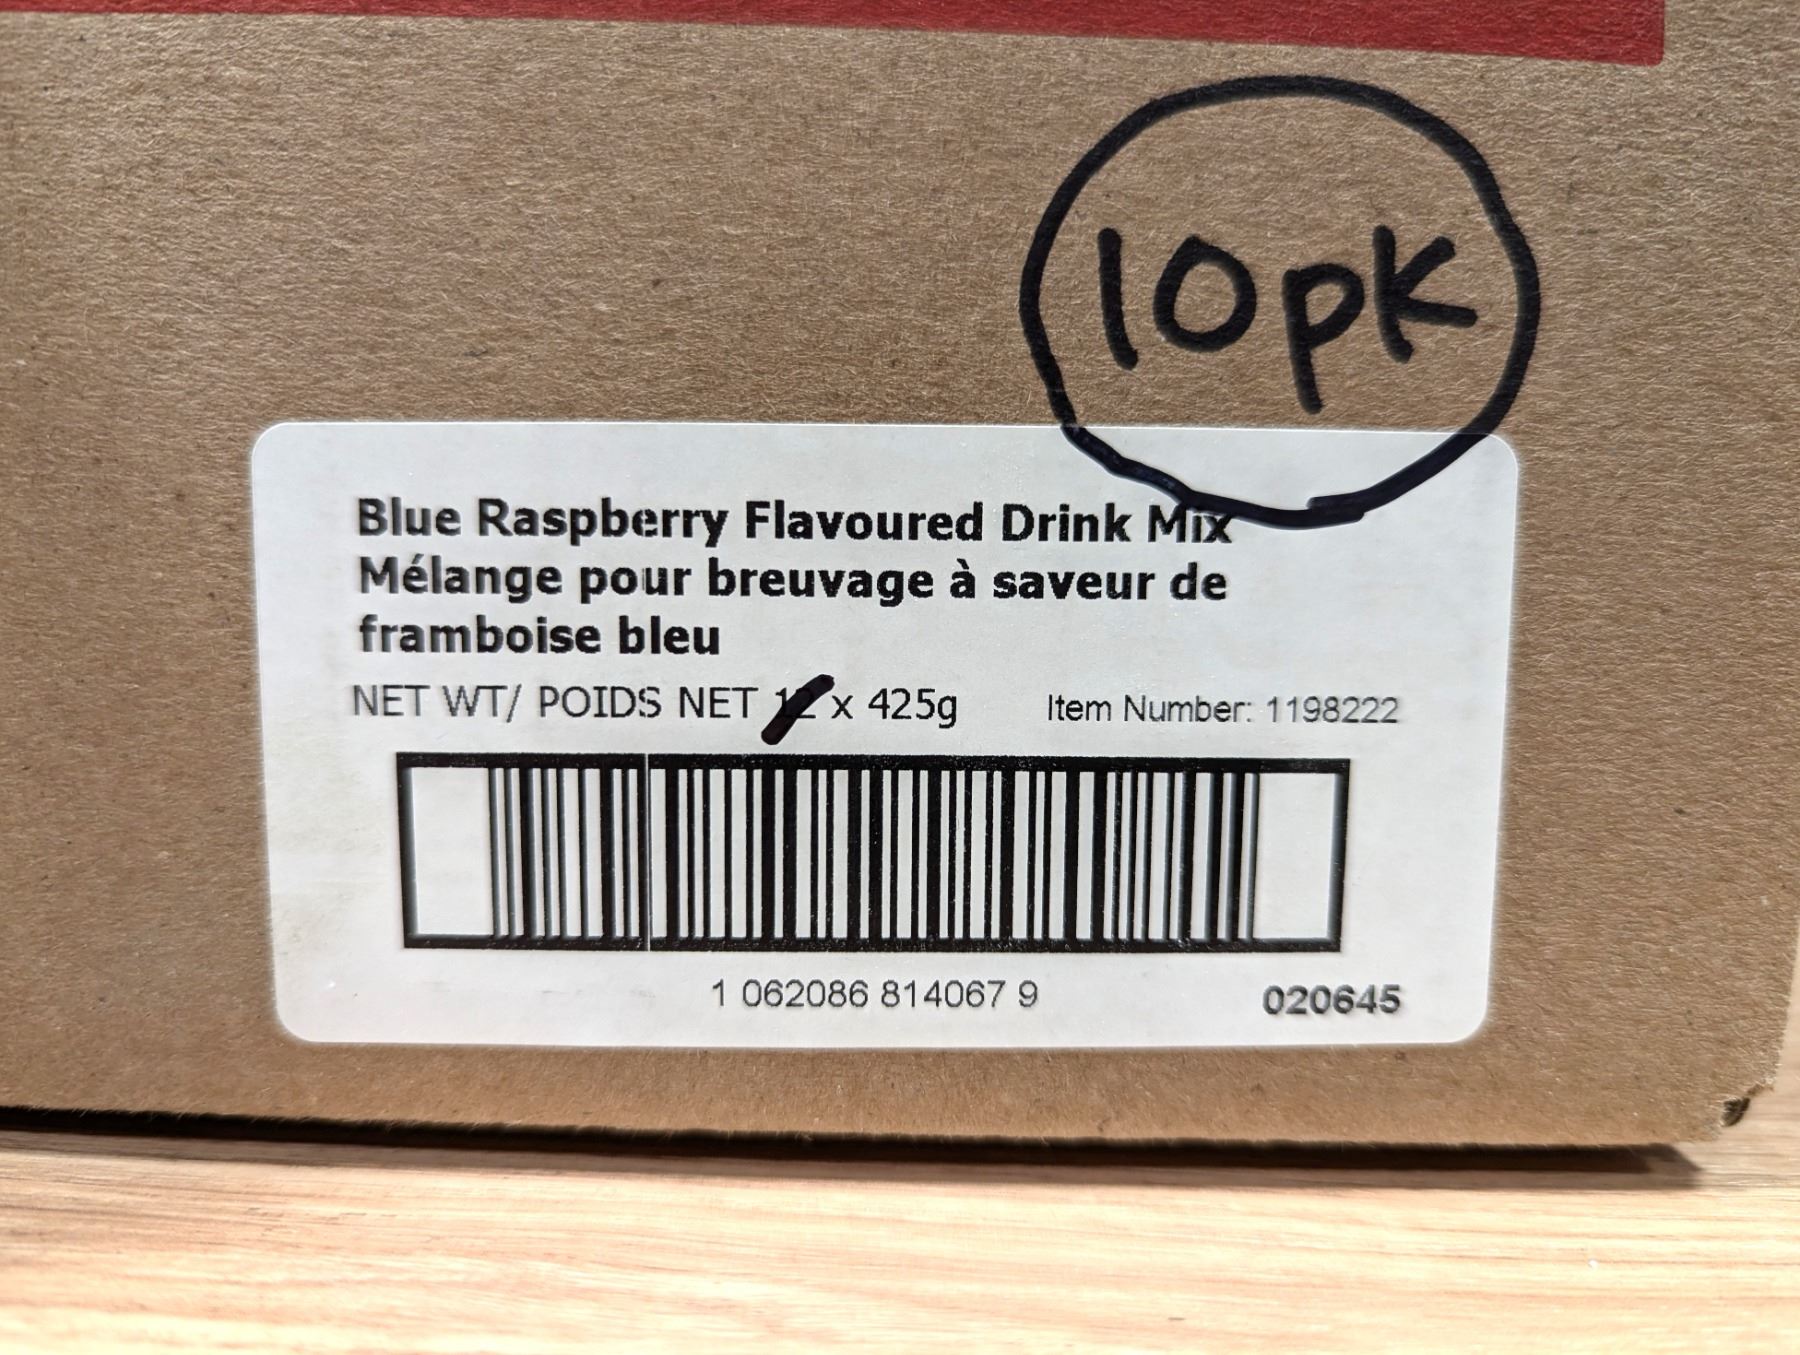 10pk
Blue Raspberry Flavoured Drink Mix
Mélange pour breuvage à saveur de
framboise bleu
NET WT/ POIDS NET 12 x 425g
Item Number: 1198222
1 062086 814067 9
020645